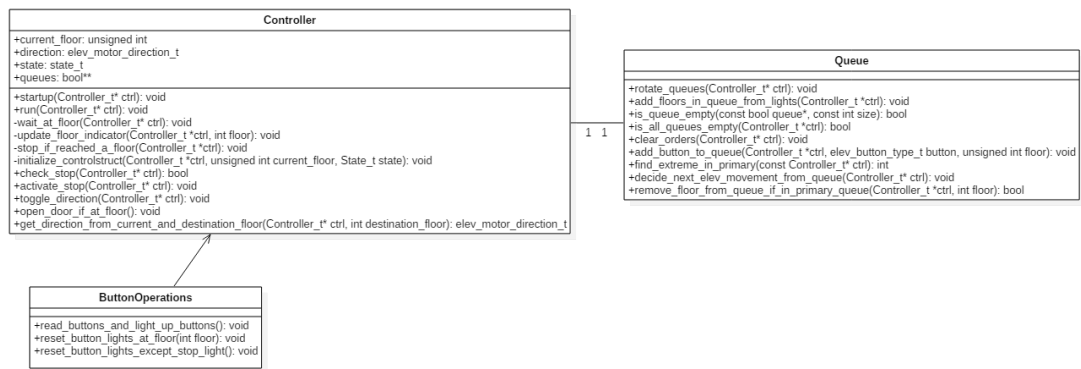 Controller
+current_floor: unsigned int
+direction: elev_motor_direction_t
+state: state_t
+queues: bool**
+startup(Controller_t* ctrl): void
+run(Controller_t* ctrl): void
-wait_at_floor(Controller_t* ctrl): void
-update_floor_indicator(Controller_t *ctrl, int floor): void
-stop_if_reached_a_floor(Controller_t *ctrl): void
-initialize_controlstruct(Controller_t *ctrl, unsigned int current_floor, State_t state): void
+check_stop(Controller_t* ctrl): bool
+activate_stop(Controller_t* ctrl): void
+toggle_direction(Controller_t* ctrl): void
+open_door_if_at_floor(): void
+get_direction_from_current_and_destination_floor(Controller_t* ctrl, int destination_floor): elev_motor_direction_t
1 1
Queue
+rotate_queues(Controller_t* ctrl): void
+add_floors_in_queue_from_lights(Controller_t *ctrl): void
+is_queue_empty(const bool queue*, const int size): bool
+is_all_queues_empty(Controller_t *ctrl): bool
+clear_orders(Controller_t* ctrl): void
+add_button_to_queue(Controller_t *ctrl, elev_button_type_t button, unsigned int floor): void
+find_extreme_in_primary(const Controller_t* ctrl): int
+decide_next_elev_movement_from_queue(Controller_t* ctrl): void
+remove_floor_from_queue_if_in_primary_queue(Controller_t *ctrl, int floor): bool
ButtonOperations
+read_buttons_and_light_up_buttons(): void
+reset_button_lights_at_floor(int floor): void
+reset_button_lights_except_stop_light(): void